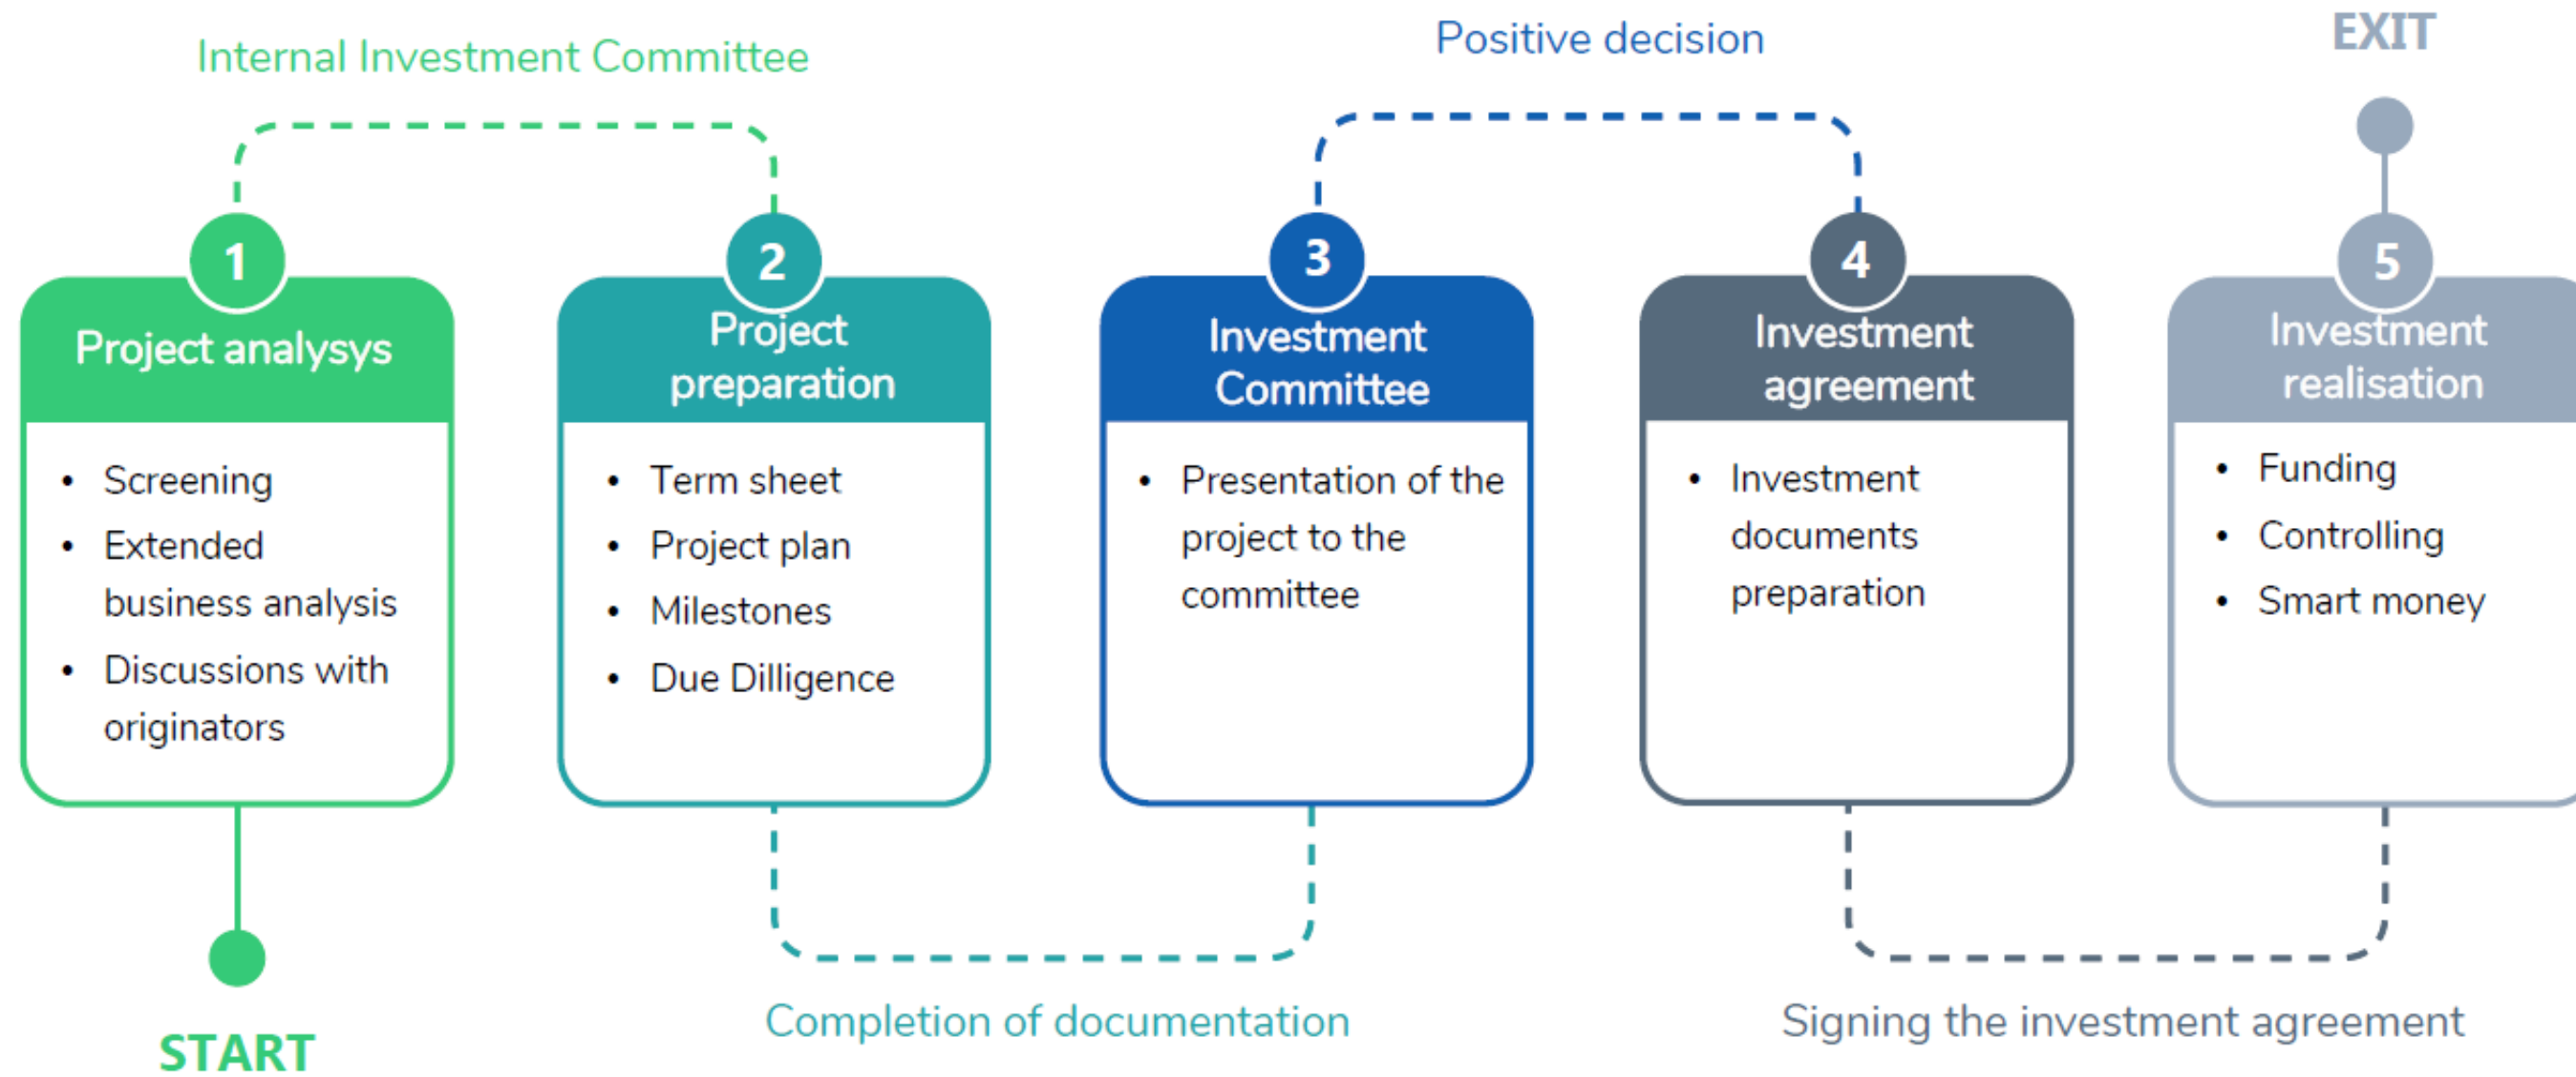 Internal Investment Committee
Positive decision
EXIT
1
Project analysys
• Screening
• Extended
business analysis
• Discussions with
originators
2
Project
preparation
• Term sheet
• Project plan
• Milestones
• Due Dilligence
3
Investment
Committee
• Presentation of the
project to the
committee
4
Investment
agreement
• Investment
documents
preparation
5
Investment
realisation
• Funding
• Controlling
• Smart money
START
Completion of documentation
Signing the investment agreement